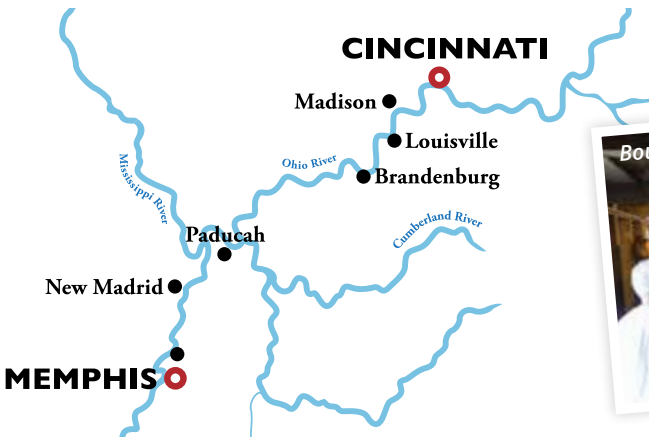 CINCINNATI
Madison
Louisville
Ohio River
Brandenburg
Mississippi River
Cumberland River
Paducah
New Madrid
MEMPHIS